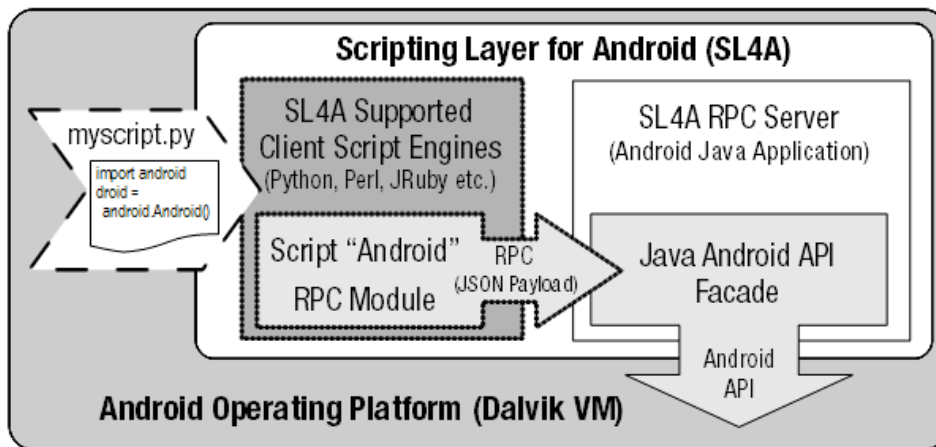 Scripting Layer for Android (SL4A)
myscript.py
import android
droid =
android.Android()
SL4A Supported
Client Script Engines
(Python, Perl, JRuby etc.)
Script “Android”
RPC Module
RPC
(JSON Payload)
SL4A RPC Server
(Android Java Application)
Java Android API
Facade
Android
API
Android Operating Platform (Dalvik VM)